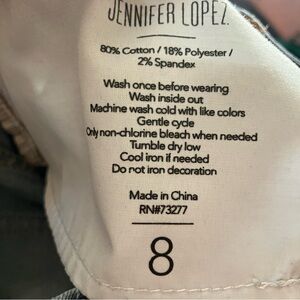 JENNIFER LOPEZ.
80% Cotton / 18% Polyester /
2% Spandex
Wash once before wearing
Wash inside out
Machine wash cold with like colors
Gentle cycle
Only non-chlorine bleach when needed
Tumble dry low
Cool iron if needed
Do not iron decoration
Made in China
RN#73277
8